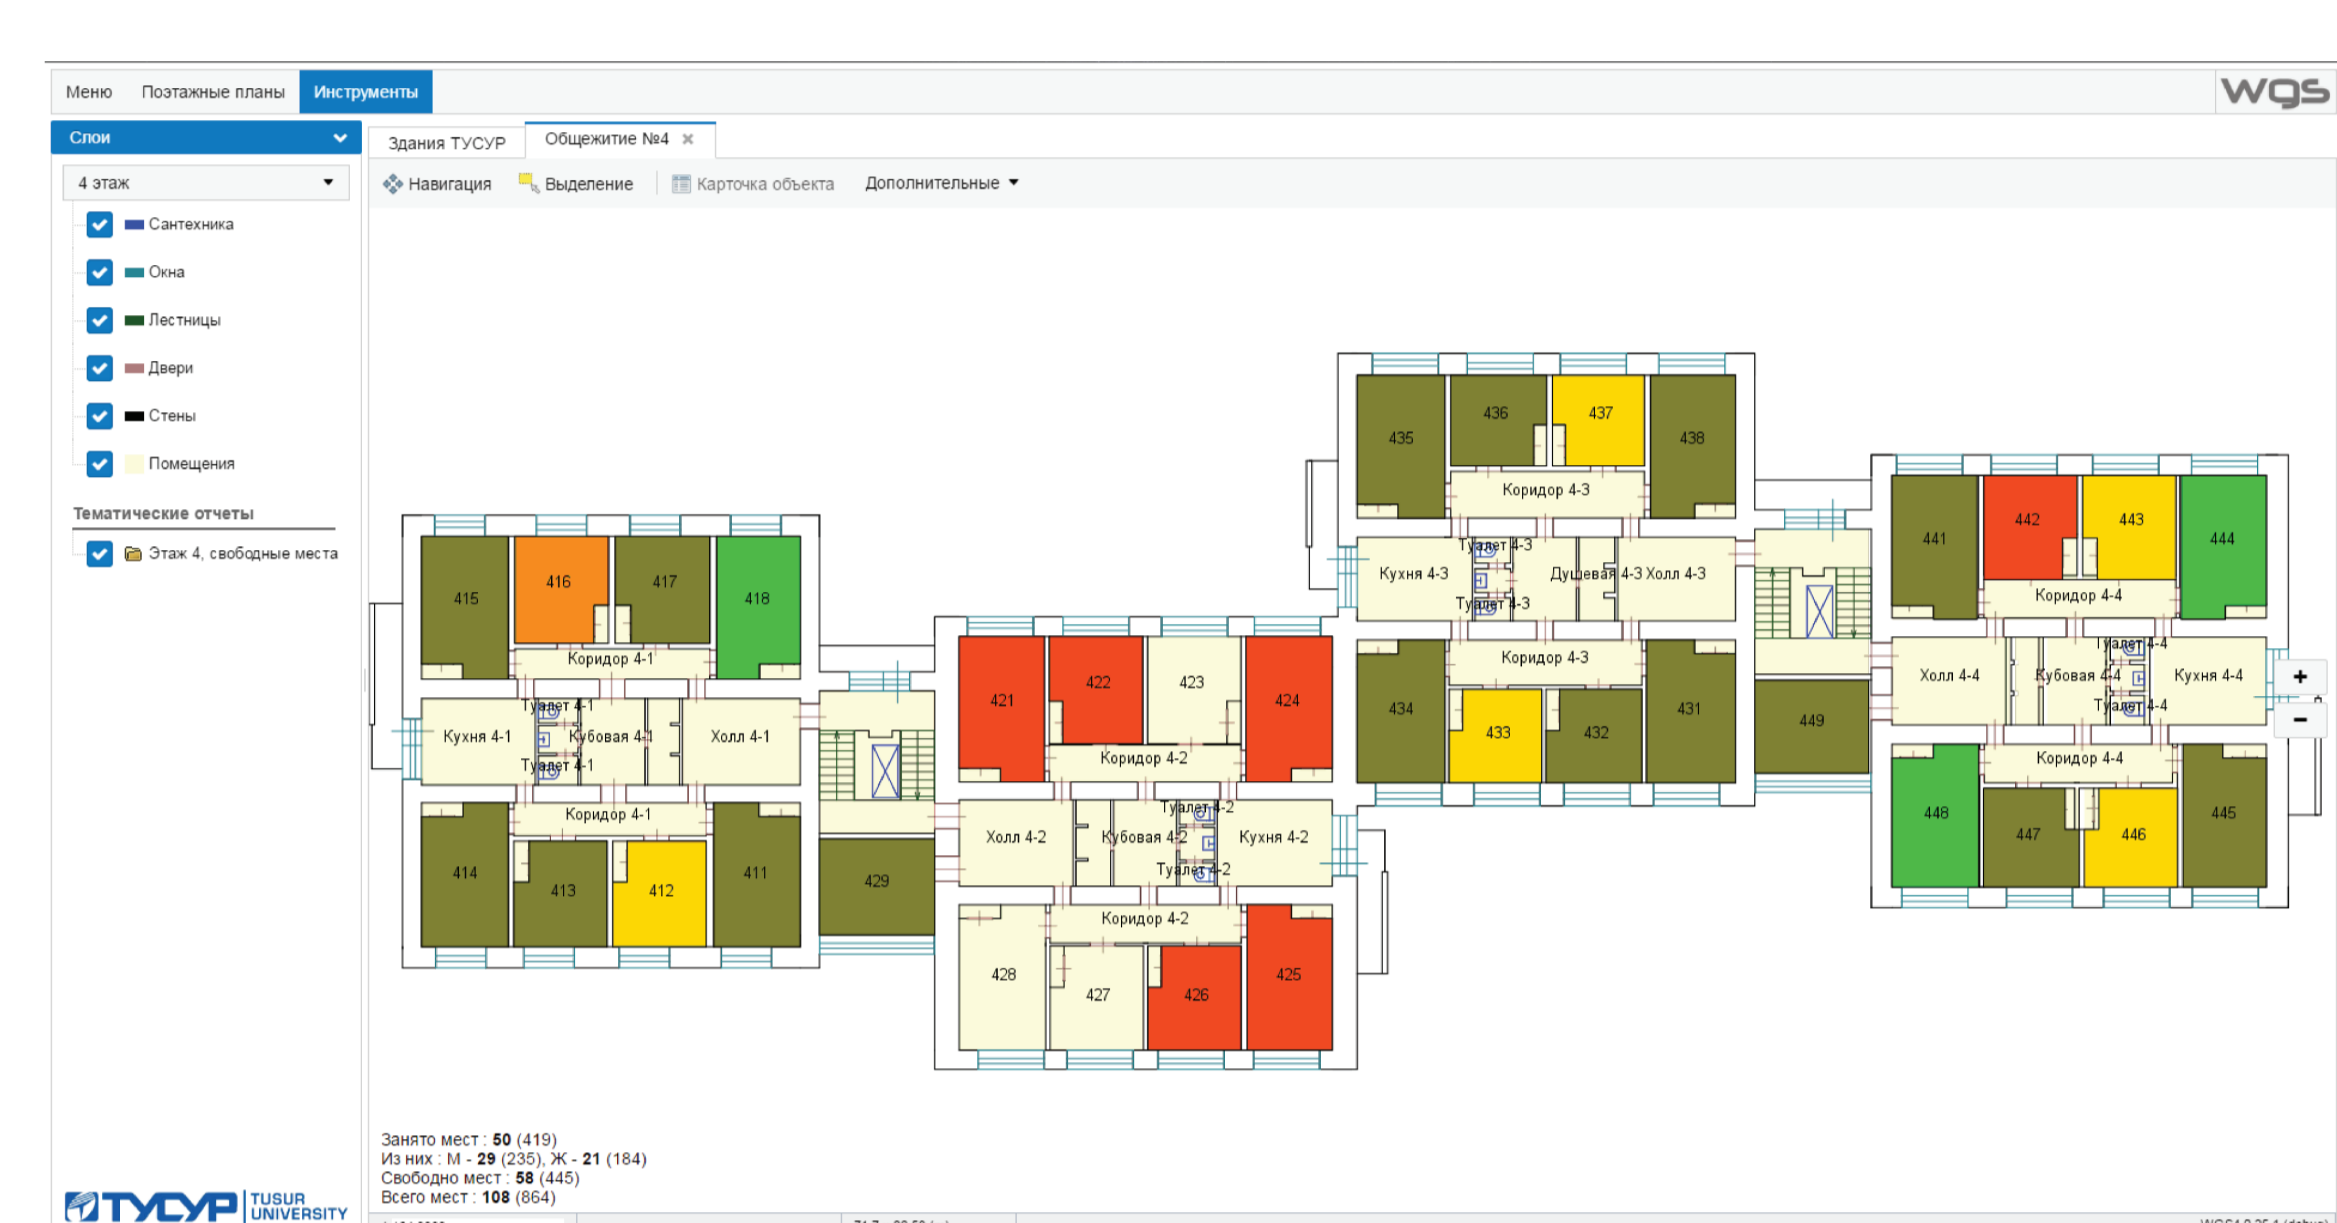 Меню Поэтажные планы Инструменты wgs
Слои
Здания ТУСУР Общежитие №4
4 этаж
Навигация Выделение Карточка объекта Дополнительные
Сантехника
Окна
Лестницы
Двери
Стены
Помещения
Тематические отчеты
Этаж 4, свободные места
435 436 437 438
Коридор 4-3
441 442 443 444
Коридор 4-4
415 416 417 418
Коридор 4-1
Кухня 4-3 Туалет 4-3 Душевая 4-3 Холл 4-3
Туалет 4-3
421 422 423 424
Коридор 4-2
Коридор 4-3
434 433 432 431
449
Холл 4-4 Кубовая 4-4 Туалет 4-4 Кухня 4-4
Туалет 4-4
+
−
Туалет 4-1
Кухня 4-1 Кубовая 4-1 Холл 4-1
Туалет 4-1
Коридор 4-1
Коридор 4-4
448 447 446 445
414 413 412 411
429
Туалет 4-2
Холл 4-2 Кубовая 4-2 Кухня 4-2
Туалет 4-2
Коридор 4-2
428 427 426 425
Занято мест : 50 (419)
Из них : М - 29 (235), Ж - 21 (184)
Свободно мест : 58 (445)
Всего мест : 108 (864)
ТУСУР TUSUR
UNIVERSITY